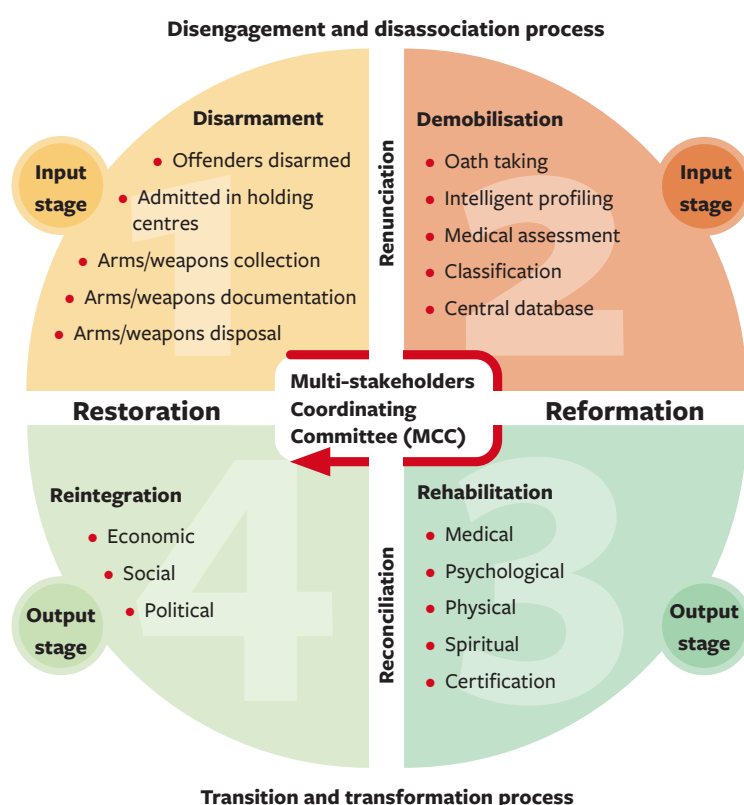 Disengagement and disassociation process
1
Input
stage
Disarmament
• Offenders disarmed
• Admitted in holding
centres
• Arms/weapons collection
• Arms/weapons documentation
• Arms/weapons disposal
Renunciation
2
Demobilisation
• Oath taking
• Intelligent profiling
• Medical assessment
• Classification
• Central database
Input
stage
Restoration
Multi-stakeholders
Coordinating
Committee (MCC)
Reformation
4
Reintegration
• Economic
• Social
• Political
Output
stage
Reconciliation
3
Rehabilitation
• Medical
• Psychological
• Physical
• Spiritual
• Certification
Output
stage
Transition and transformation process